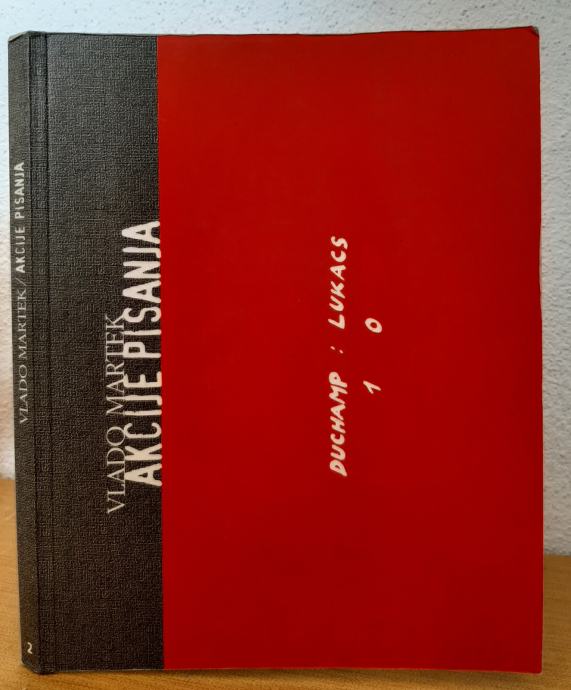 VLADO MARTEK / AKCIJE PISANJA
2
VLADO MARTEK
AKCIJE PISANJA
DUCHAMP : LUKACS
1 0